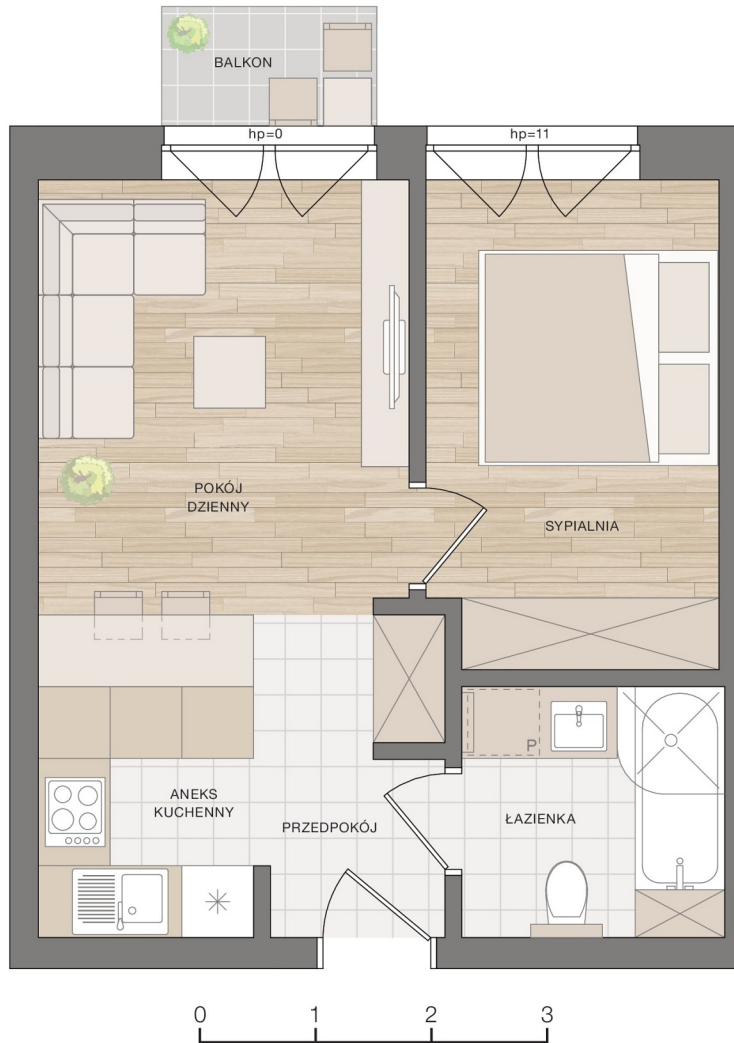 BALKON
hp=0
hp=11
POKÓJ
DZIENNY
SYPIALNIA
P
ANEKS
KUCHENNY
PRZEDPOKÓJ
ŁAZIENKA
0 1 2 3